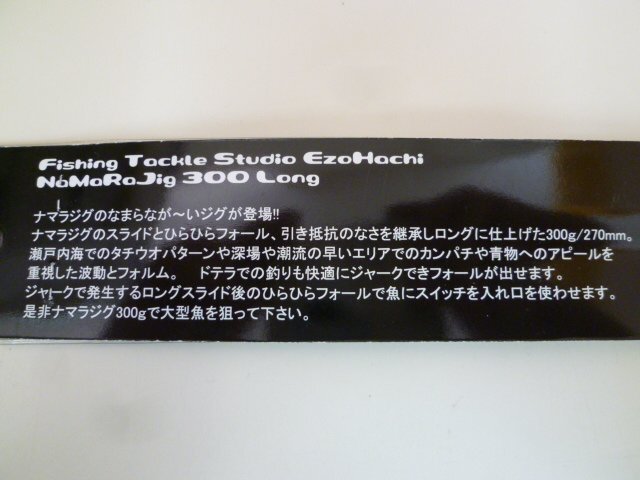 Fishing Tackle Studio EzoHachi
NaMaRaJig 300 Long
ナマラジグのなまらなが～いジグが登場!!
ナマラジグのスライドとひらひらフォール、引き抵抗のなさを継承しロングに仕上げた300g/270mm。
瀬戸内海でのタチウオパターンや深場や潮流の早いエリアでのカンパチや青物へのアピールを
重視した波動とフォルム。 ドテラでの釣りも快適にジャークできフォールが出せます。
ジャークで発生するロングスライド後のひらひらフォールで魚にスイッチを入れ口を使わせます。
是非ナマラジグ300gで大型魚を狙って下さい。